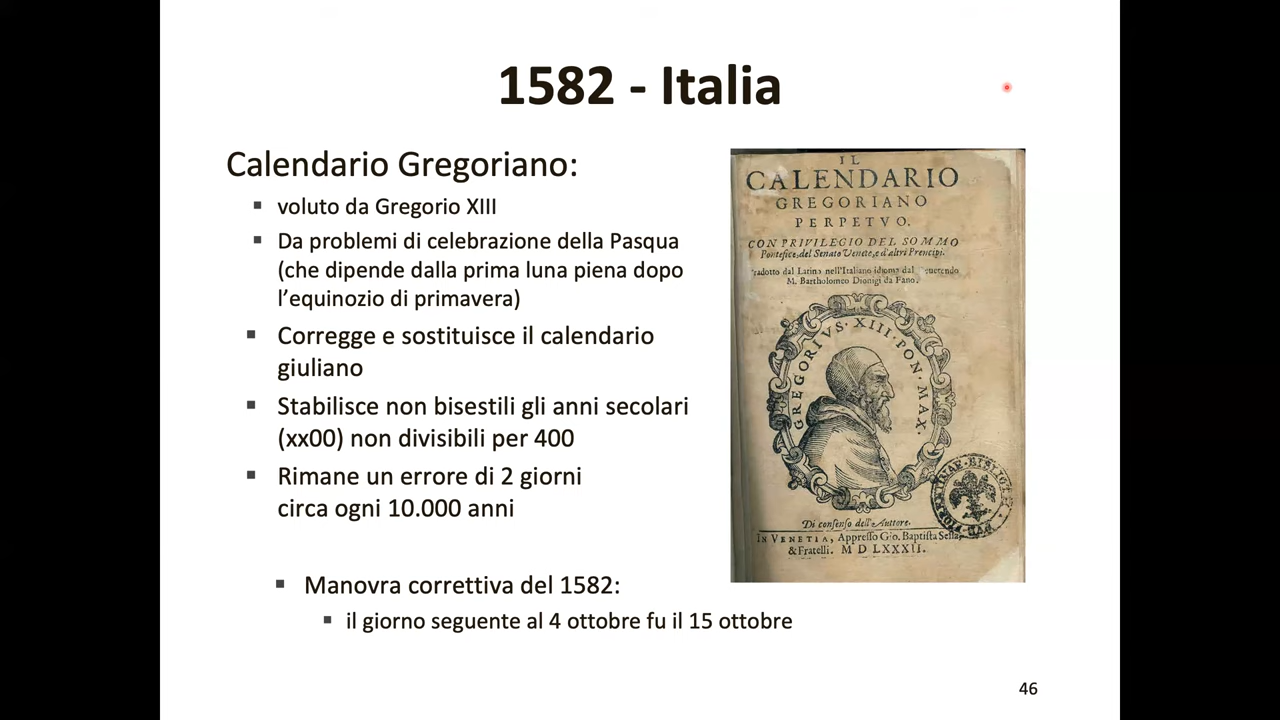 1582 - Italia
Calendario Gregoriano:
▪ voluto da Gregorio XIII
▪ Da problemi di celebrazione della Pasqua
(che dipende dalla prima luna piena dopo
l’equinozio di primavera)
▪ Corregge e sostituisce il calendario
giuliano
▪ Stabilisce non bisestili gli anni secolari
(xx00) non divisibili per 400
▪ Rimane un errore di 2 giorni
circa ogni 10.000 anni
▪ Manovra correttiva del 1582:
▪ il giorno seguente al 4 ottobre fu il 15 ottobre
IL
CALENDARIO
GREGORIANO
PERPETVO.
CON PRIVILEGIO DEL SOMMO
Pontefice, del Senato Veneto, e d'altri Prencipi.
dal Latino nell'Italiano idioma dal
M. Bartholomeo Dionigi da Fano.
GREGORIVS·XIII·PON·MAX·
Di consenso dell'Auttore.
IN VENETIA, Appresso Gio. Baptista
& Fratelli. M D LXXXII.
46